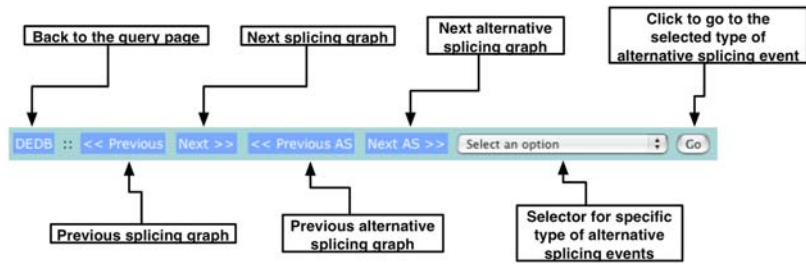 Back to the query page
Next splicing graph
Next alternative
splicing graph
Click to go to the
selected type of
alternative splicing event
DEDB :: << Previous Next >> << Previous AS Next AS >> Select an option Go
Previous splicing graph
Previous alternative
splicing graph
Selector for specific
type of alternative
splicing events